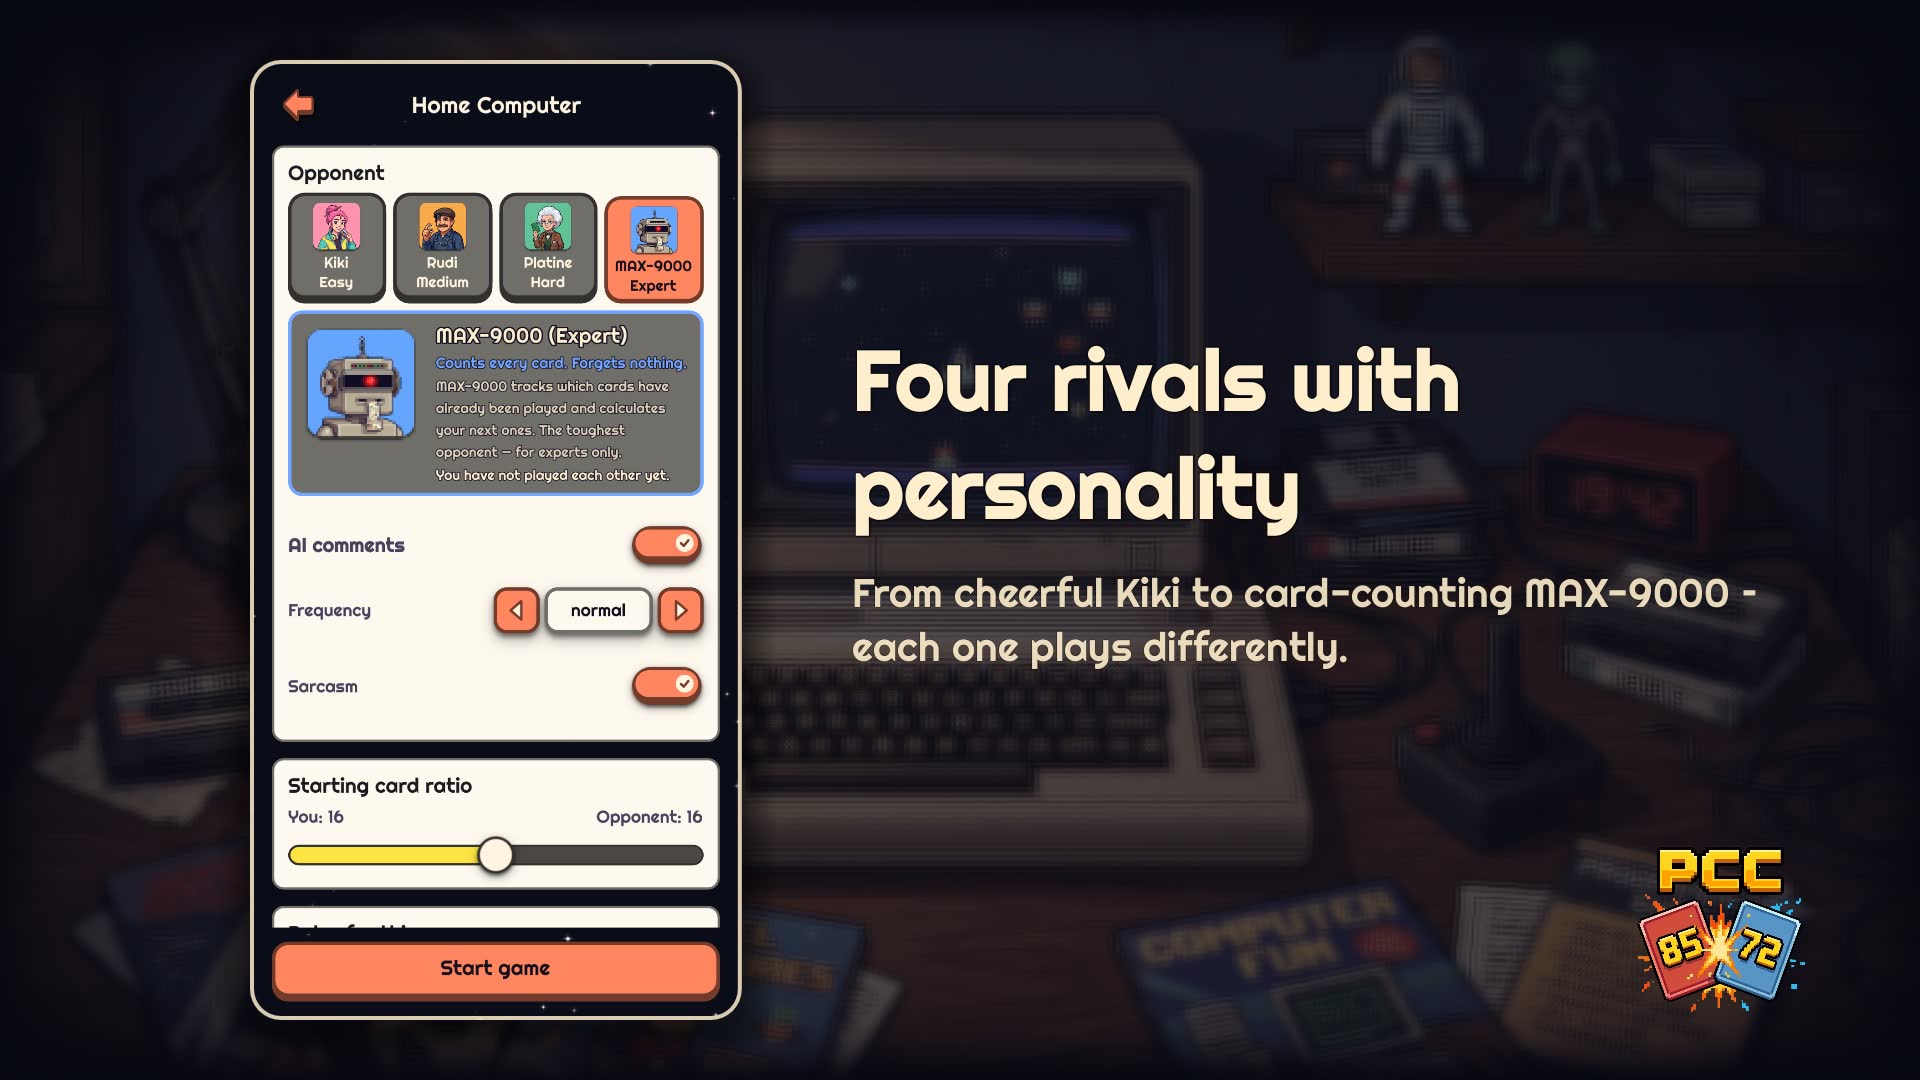 Home Computer
Opponent
Kiki
Easy
Rudi
Medium
Platine
Hard
MAX-9000
Expert
MAX-9000 (Expert)
Counts every card. Forgets nothing.
MAX-9000 tracks which cards have
already been played and calculates
your next ones. The toughest
opponent – for experts only.
You have not played each other yet.
AI comments
Frequency
normal
Sarcasm
Starting card ratio
You: 16
Opponent: 16
Start game
Four rivals with
personality
From cheerful Kiki to card-counting MAX-9000 -
each one plays differently.
19:42
COMPUTER
FUN
PCC
85
72